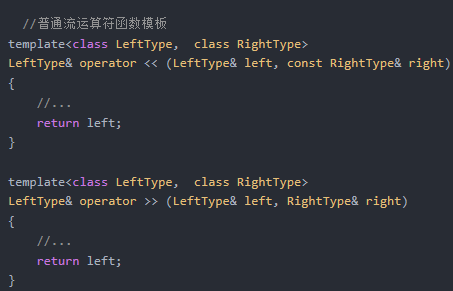 //普通流运算符函数模板
template<class LeftType,  class RightType>
LeftType& operator << (LeftType& left, const RightType& right)
{
    //...
    return left;
}

template<class LeftType,  class RightType>
LeftType& operator >> (LeftType& left, RightType& right)
{
    //...
    return left;
}